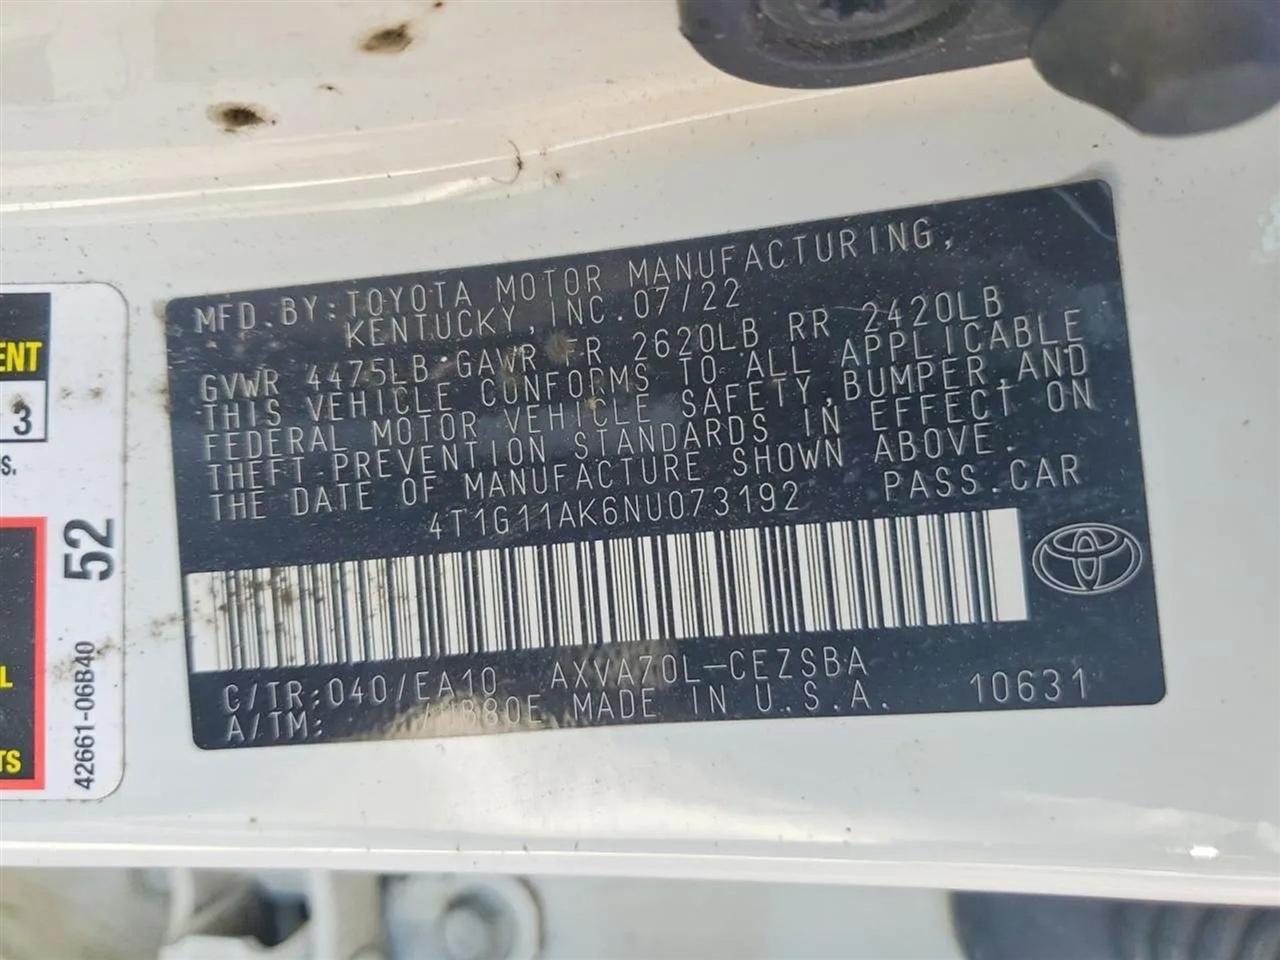 MFD.BY:TOYOTA MOTOR MANUFACTURING,
KENTUCKY, INC. 07/22
GVWR 4475LB GAWR FR 2620LB RR 2420LB
THIS VEHICLE CONFORMS TO ALL APPLICABLE
FEDERAL MOTOR VEHICLE SAFETY, BUMPER, AND
THEFT PREVENTION STANDARDS IN EFFECT ON
THE DATE OF MANUFACTURE SHOWN ABOVE.
4T1G11AK6NU073192 PASS.CAR
C/TR:040/EA10 AXVA70L-CEZSBA
A/TM: MADE IN U.S.A. 10631
3
52
42661-06B40